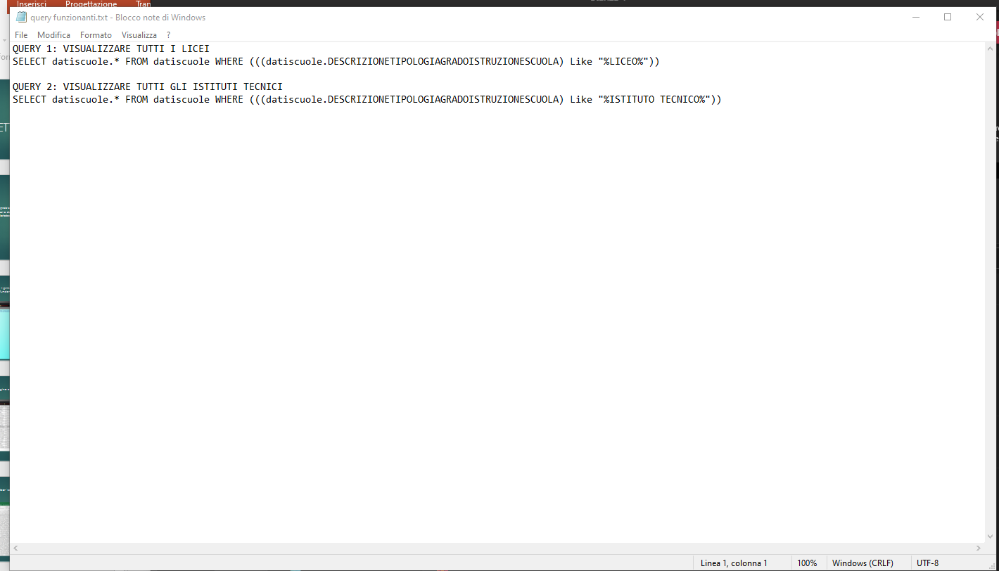 Inserisci Progettazione Tran
query funzionanti.txt - Blocco note di Windows
File Modifica Formato Visualizza ?
QUERY 1: VISUALIZZARE TUTTI I LICEI
SELECT datiscuole.* FROM datiscuole WHERE (((datiscuole.DESCRIZIONETIPOLOGIAGRADOISTRUZIONESCUOLA) Like "%LICEO%"))
QUERY 2: VISUALIZZARE TUTTI GLI ISTITUTI TECNICI
SELECT datiscuole.* FROM datiscuole WHERE (((datiscuole.DESCRIZIONETIPOLOGIAGRADOISTRUZIONESCUOLA) Like "%ISTITUTO TECNICO%"))
Linea 1, colonna 1 100% Windows (CRLF) UTF-8